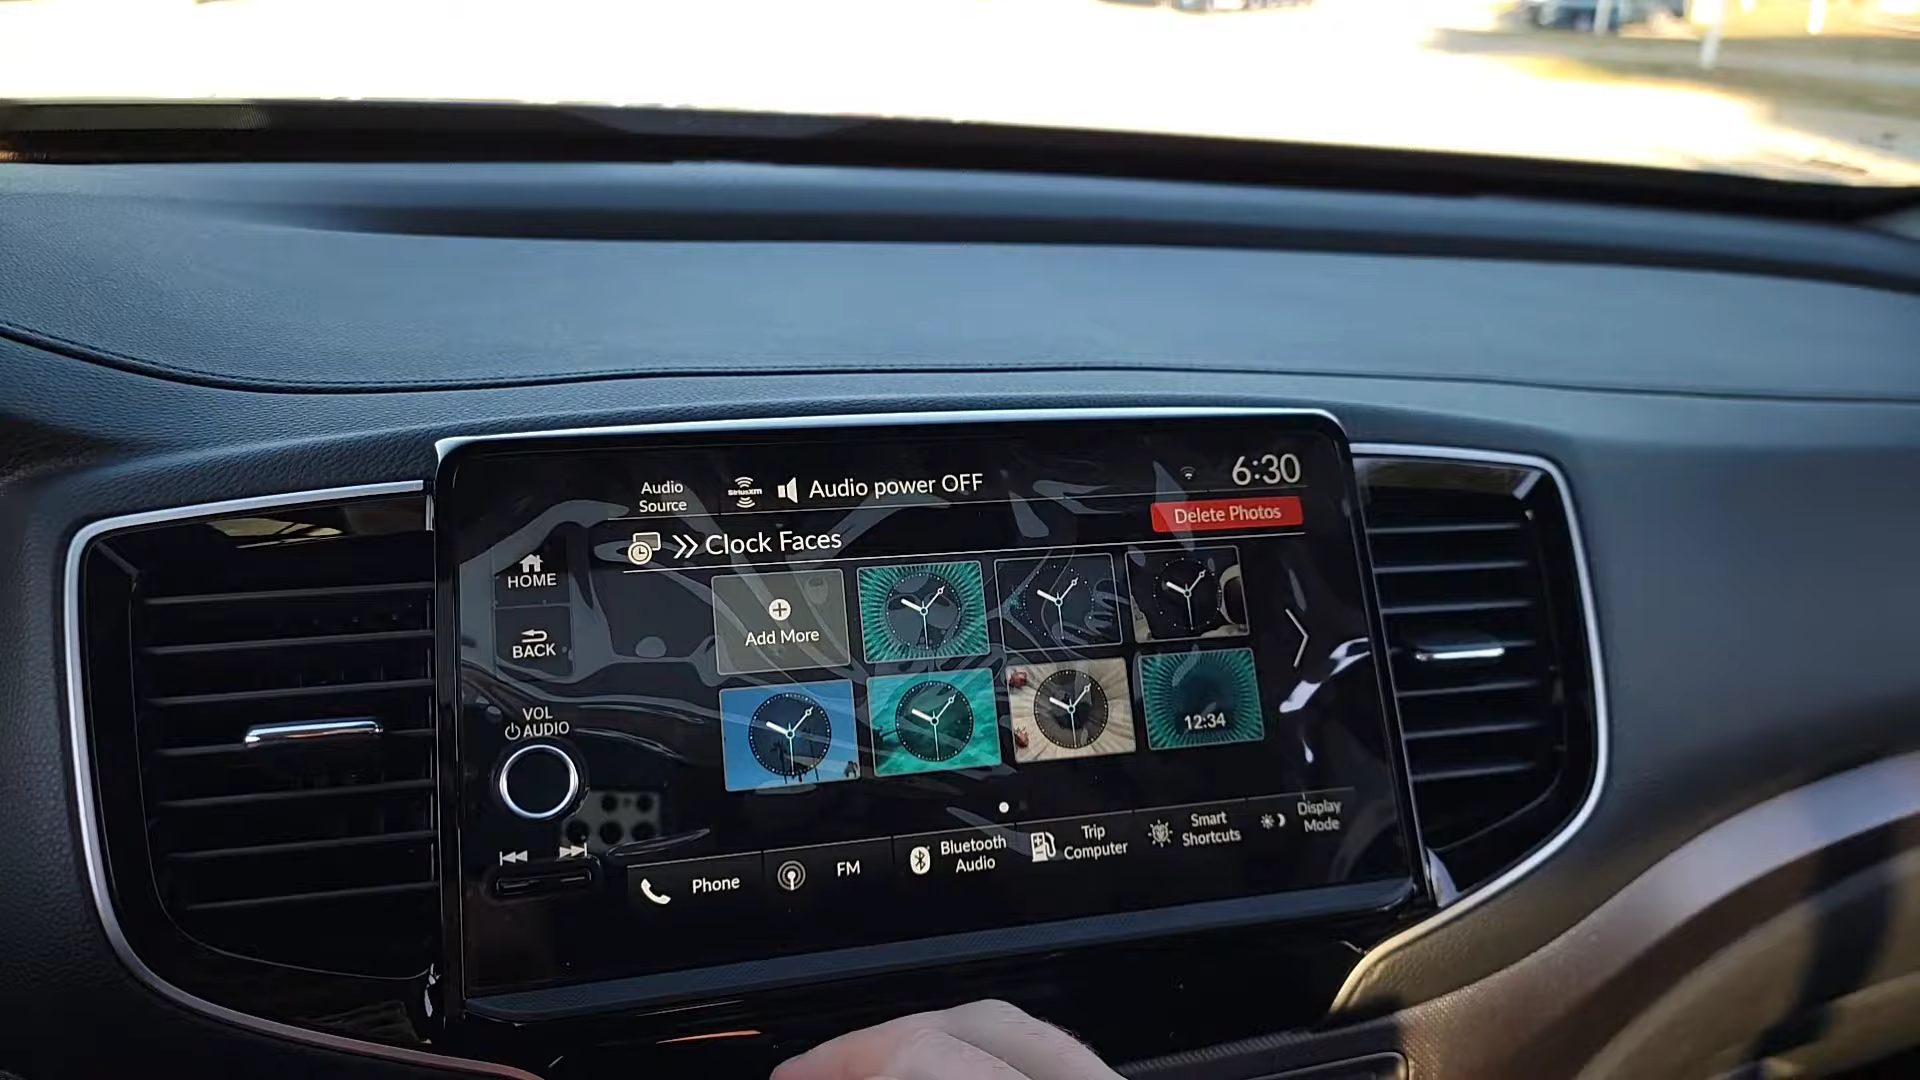 Audio
Source
SiriusXM
Audio power OFF
6:30
Delete Photos
Clock Faces
HOME
BACK
VOL
AUDIO
Add More
12:34
Phone
FM
Bluetooth
Audio
Trip
Computer
Smart
Shortcuts
Display
Mode